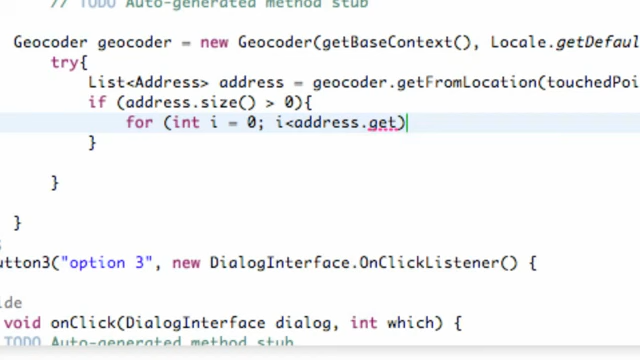 // TODO Auto-generated method stub
Geocoder geocoder = new Geocoder(getBaseContext(), Locale.getDefaul
try{
List<Address> address = geocoder.getFromLocation(touchedPoi
if (address.size() > 0){
for (int i = 0; i<address.get)
}
}
}
utton3("option 3", new DialogInterface.OnClickListener() {
ide
void onClick(DialogInterface dialog, int which) {
TODO Auto-generated method stub